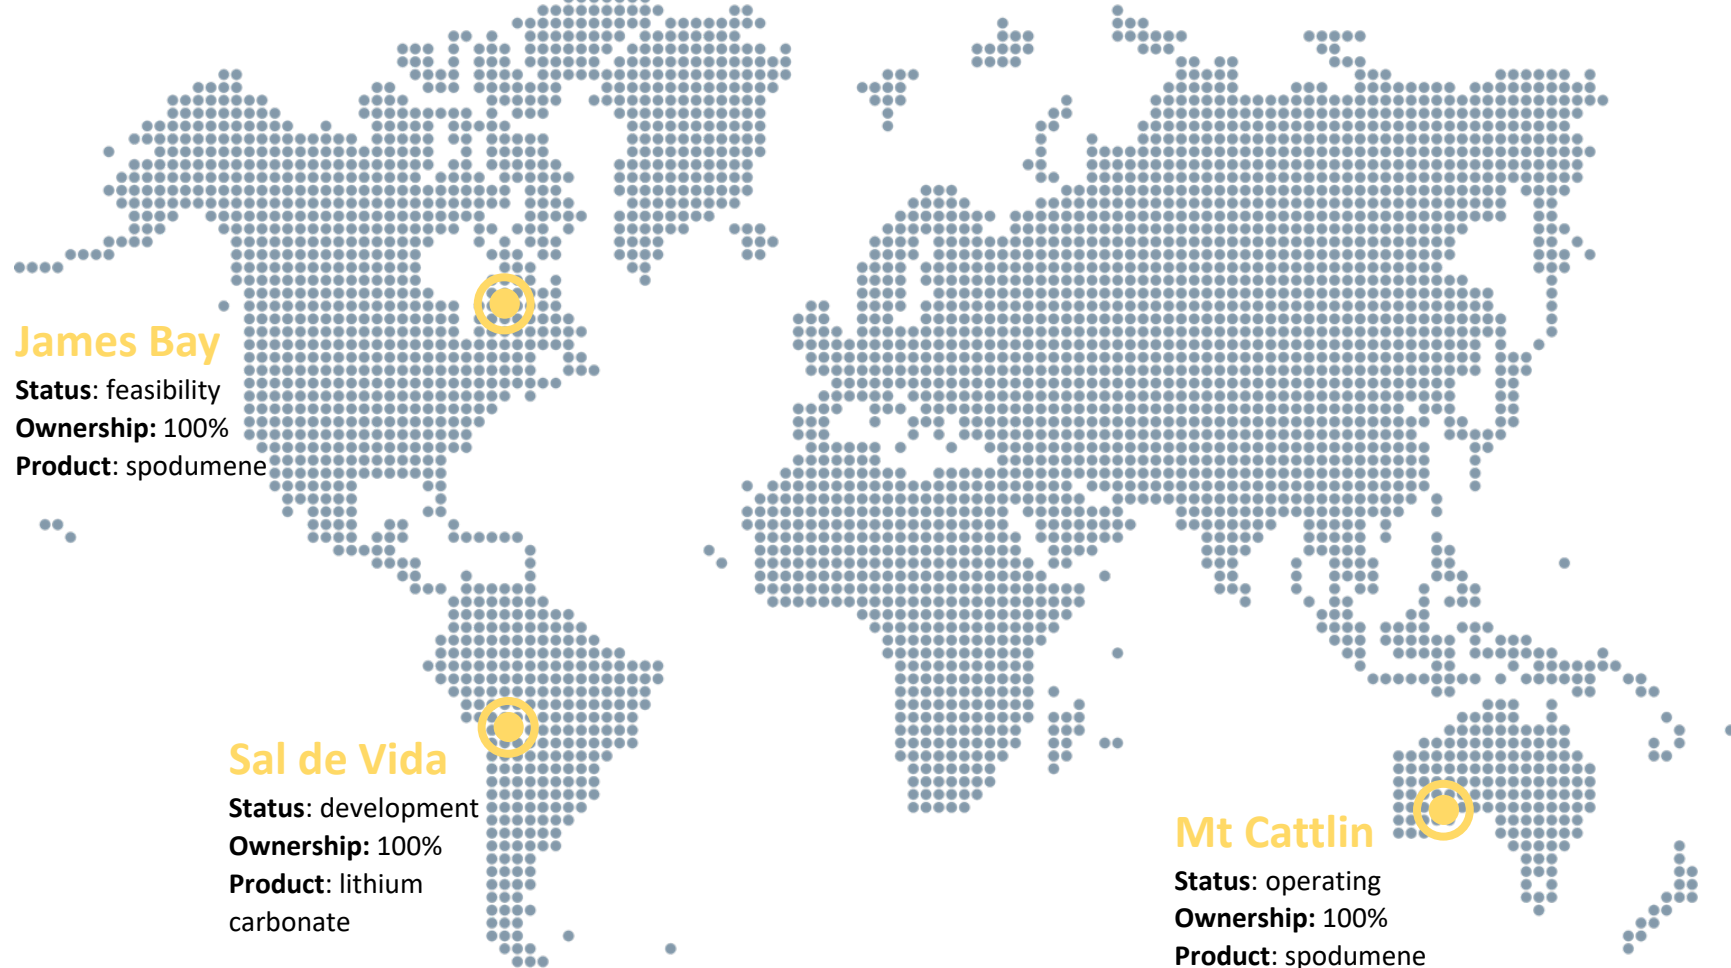 James Bay
Status: feasibility
Ownership: 100%
Product: spodumene
Sal de Vida
Status: development
Ownership: 100%
Product: lithium
carbonate
Mt Cattlin
Status: operating
Ownership: 100%
Product: spodumene